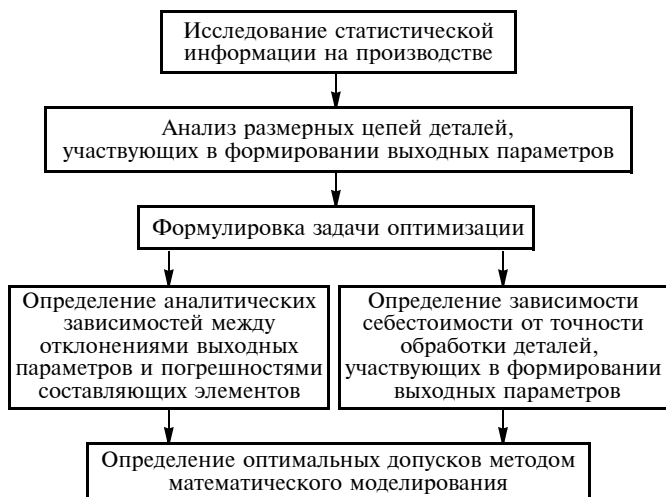 Исследование статистической
информации на производстве
Анализ размерных цепей деталей,
участвующих в формировании выходных параметров
Формулировка задачи оптимизации
Определение аналитических
зависимостей между
отклонениями выходных
параметров и погрешностями
составляющих элементов
Определение зависимости
себестоимости от точности
обработки деталей,
участвующих в формировании
выходных параметров
Определение оптимальных допусков методом
математического моделирования